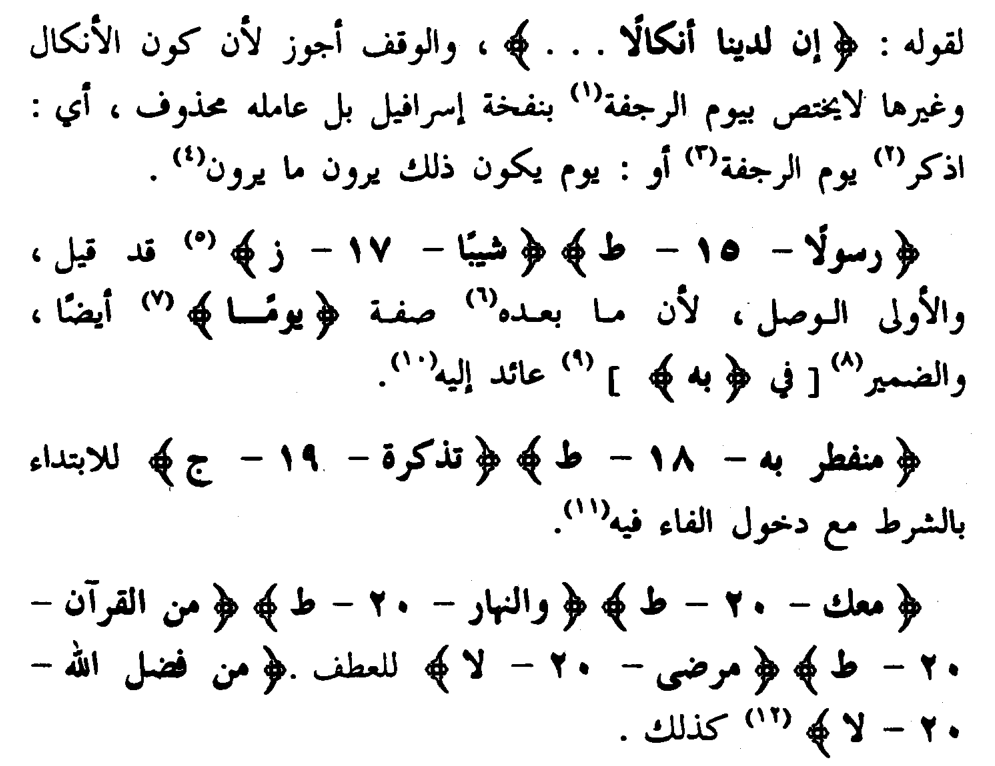 لقوله : ﴿ إن لدينا أنكالًا . . . ﴾ ، والوقف أجوز لأن كون الأنكال
وغيرها لايختص بيوم الرجفة(١) بنفخة إسرافيل بل عامله محذوف ، أي :
اذكر(٢) يوم الرجفة(٣) أو : يوم يكون ذلك يرون ما يرون(٤) .
﴿ رسولًا – ١٥ – ط ﴾ ﴿ شيبًا – ١٧ – ز ﴾ (٥) قد قيل ،
والأولى الوصل ، لأن ما بعده(٦) صفة ﴿ يومًـا ﴾ (٧) أيضًا ،
والضمير(٨) [ في ﴿ به ﴾ ] (٩) عائد إليه(١٠).
﴿ منفطر به – ١٨ – ط ﴾ ﴿ تذكرة – ١٩ – ج ﴾ للابتداء
بالشرط مع دخول الفاء فيه(١١).
﴿ معك – ٢٠ – ط ﴾ ﴿ والنهار – ٢٠ – ط ﴾ ﴿ من القرآن –
٢٠ – ط ﴾ ﴿ مرضى – ٢٠ – لا ﴾ للعطف . ﴿ من فضل الله –
٢٠ – لا ﴾ (١٢) كذلك .